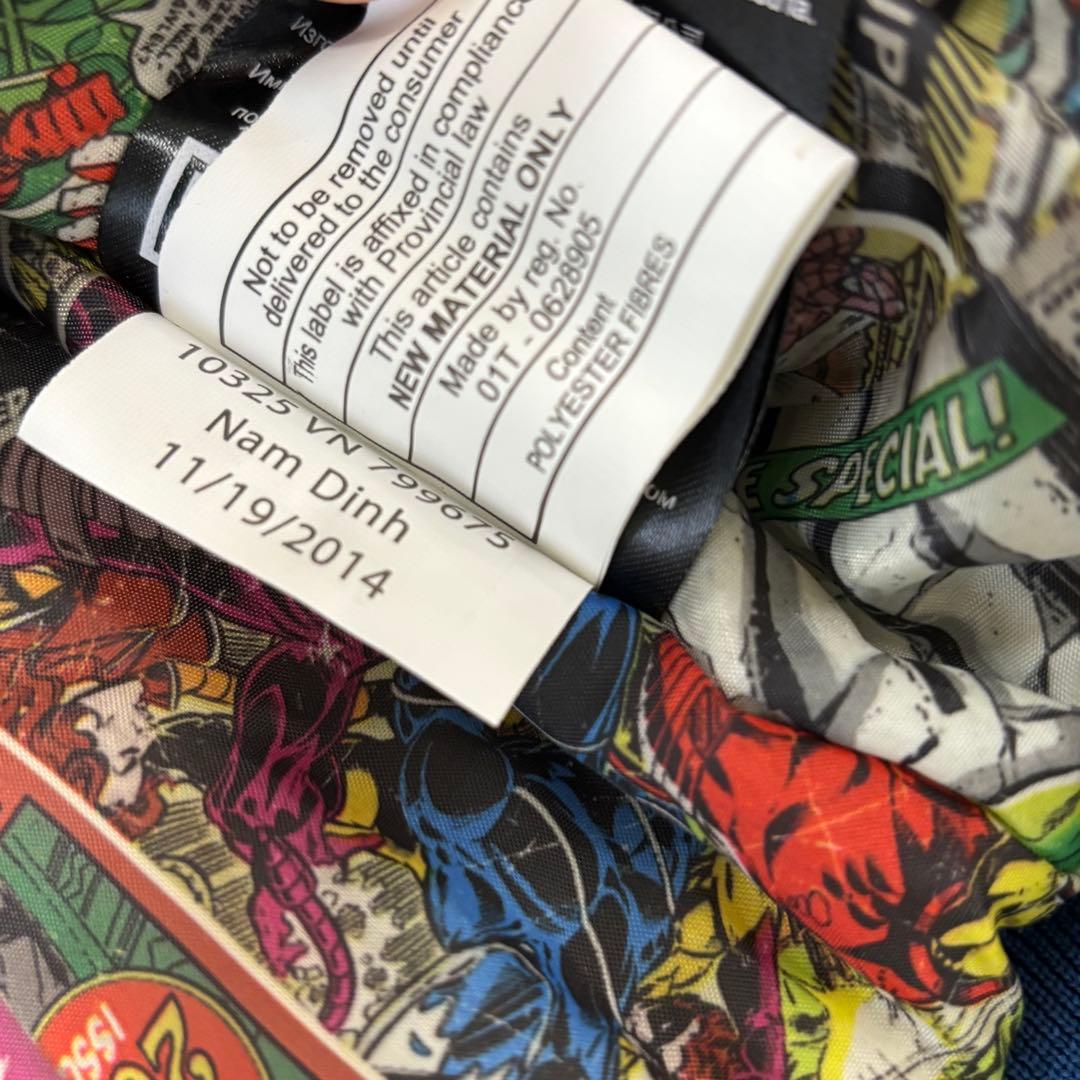 Not to be removed until
delivered to the consumer
This label is affixed in compliance
with Provincial law
This article contains
NEW MATERIAL ONLY
Made by reg. No.
01T - 0628905
Content
POLYESTER FIBRES
10325 VN 799675
Nam Dinh
11/19/2014
SPECIAL!
UP